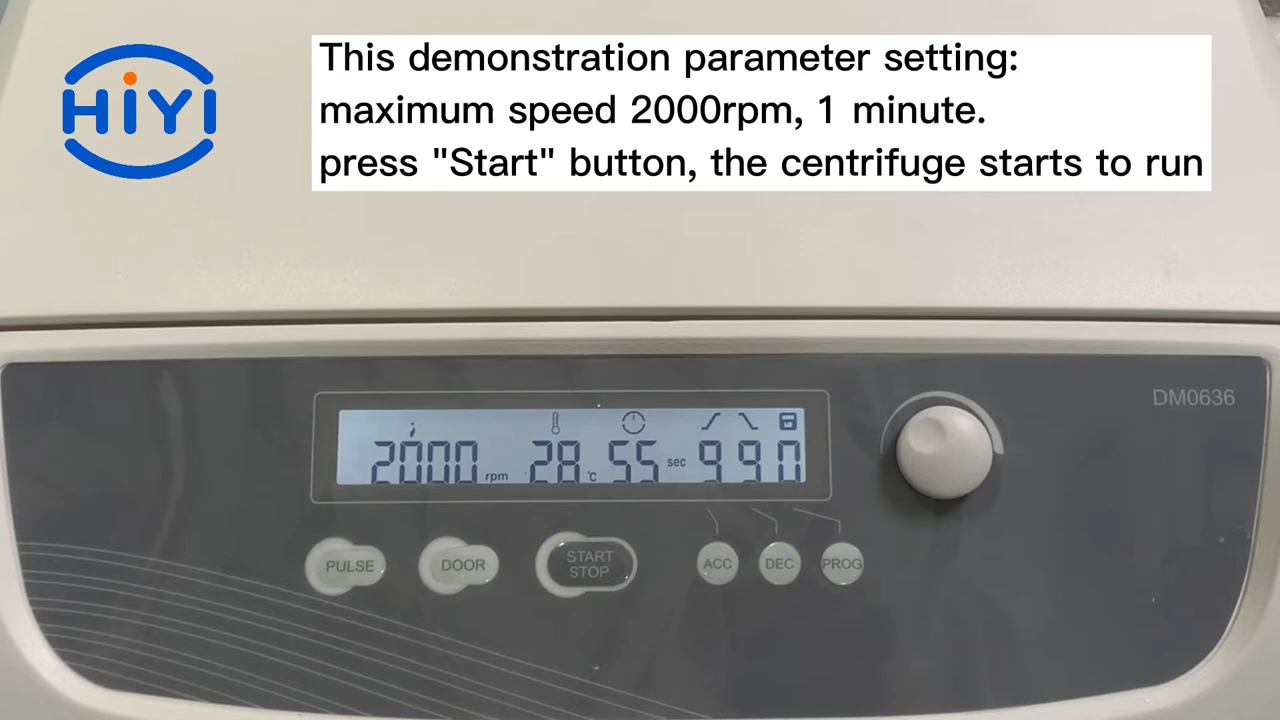 HiYi
This demonstration parameter setting:
maximum speed 2000rpm, 1 minute.
press "Start" button, the centrifuge starts to run
DM0636
2000 rpm 28 °C 55 sec 9 9 0
PULSE
DOOR
START
STOP
ACC
DEC
PROG